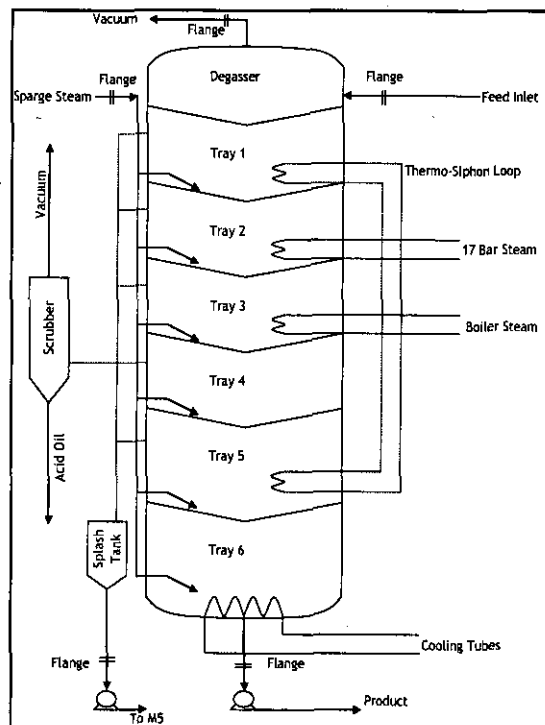 Vacuum
Flange
Degasser
Flange
Flange
Sparge Steam
Feed Inlet
Tray 1
Thermo-Siphon Loop
Vacuum
Tray 2
17 Bar Steam
Tray 3
Boiler Steam
Scrubber
Tray 4
Acid Oil
Tray 5
Splash
Tank
Tray 6
Cooling Tubes
Flange
Flange
To M5
Product